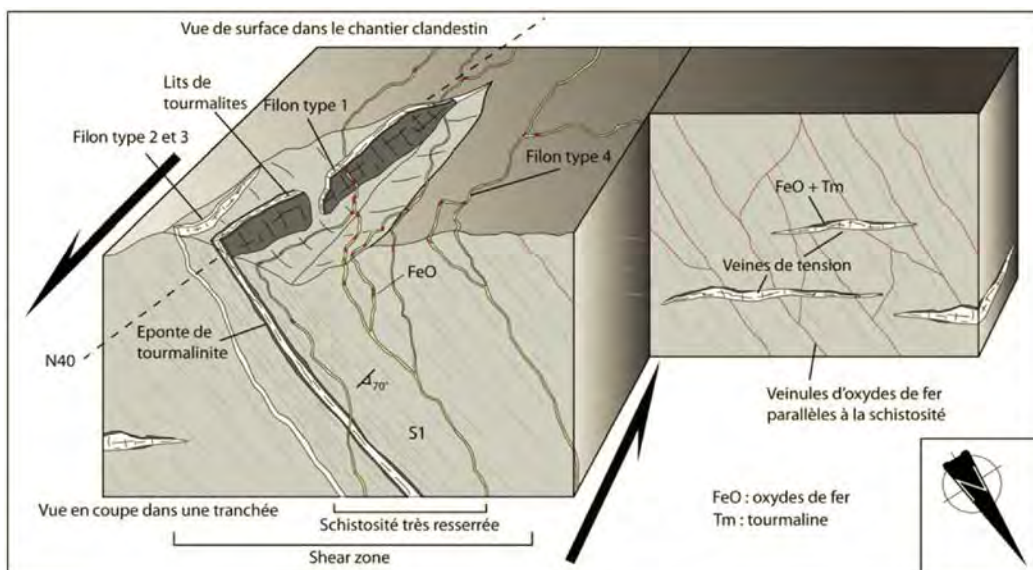 Vue de surface dans le chantier clandestin
Lits de
tourmalites
Filon type 1
Filon type 2 et 3
Filon type 4
FeO + Tm
Veines de tension
FeO
Eponte de
tourmalinite
N40
70°
S1
Veinules d'oxydes de fer
parallèles à la schistosité
Vue en coupe dans une tranchée
Schistosité très resserrée
Shear zone
FeO : oxydes de fer
Tm : tourmaline
N